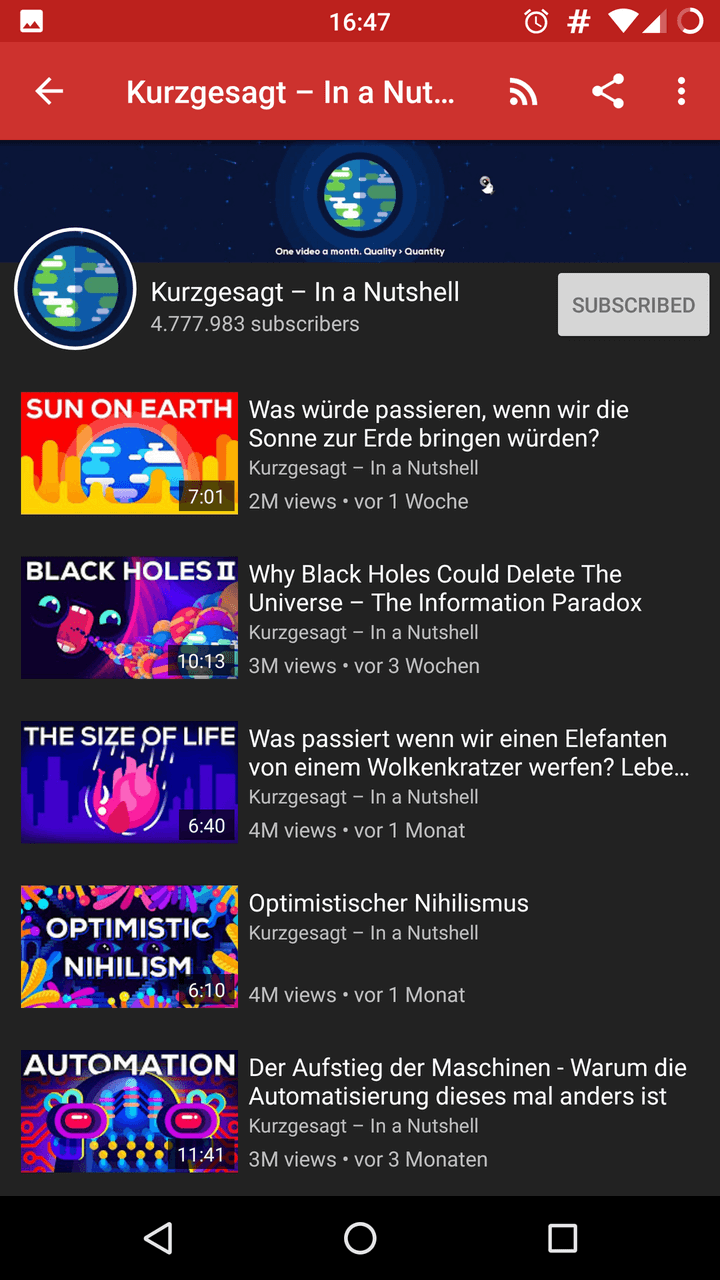 16:47
Kurzgesagt – In a Nut...
One video a month. Quality > Quantity
Kurzgesagt – In a Nutshell
4.777.983 subscribers
SUBSCRIBED
SUN ON EARTH
7:01
Was würde passieren, wenn wir die
Sonne zur Erde bringen würden?
Kurzgesagt – In a Nutshell
2M views • vor 1 Woche
BLACK HOLES II
10:13
Why Black Holes Could Delete The
Universe – The Information Paradox
Kurzgesagt – In a Nutshell
3M views • vor 3 Wochen
THE SIZE OF LIFE
6:40
Was passiert wenn wir einen Elefanten
von einem Wolkenkratzer werfen? Lebe...
Kurzgesagt – In a Nutshell
4M views • vor 1 Monat
OPTIMISTIC
NIHILISM
6:10
Optimistischer Nihilismus
Kurzgesagt – In a Nutshell
4M views • vor 1 Monat
AUTOMATION
11:41
Der Aufstieg der Maschinen - Warum die
Automatisierung dieses mal anders ist
Kurzgesagt – In a Nutshell
3M views • vor 3 Monaten